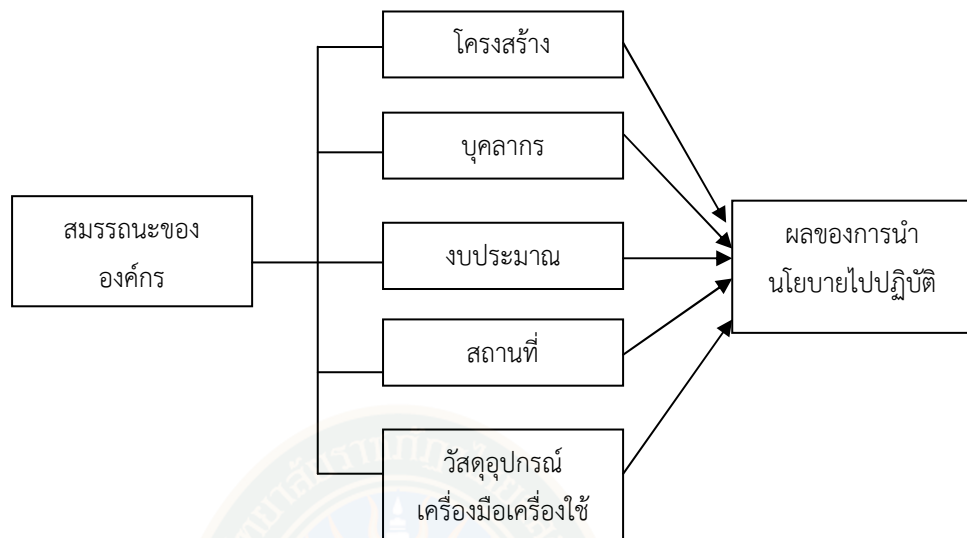 โครงสร้าง
บุคลากร
สมรรถนะของ
องค์กร
งบประมาณ
สถานที่
วัสดุอุปกรณ์
เครื่องมือเครื่องใช้
ผลของการนำ
นโยบายไปปฏิบัติ